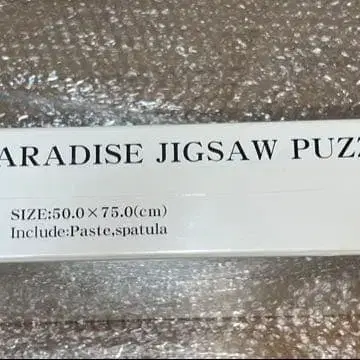 ARADISE JIGSAW PUZZ
SIZE:50.0×75.0(cm)
Include:Paste,spatula